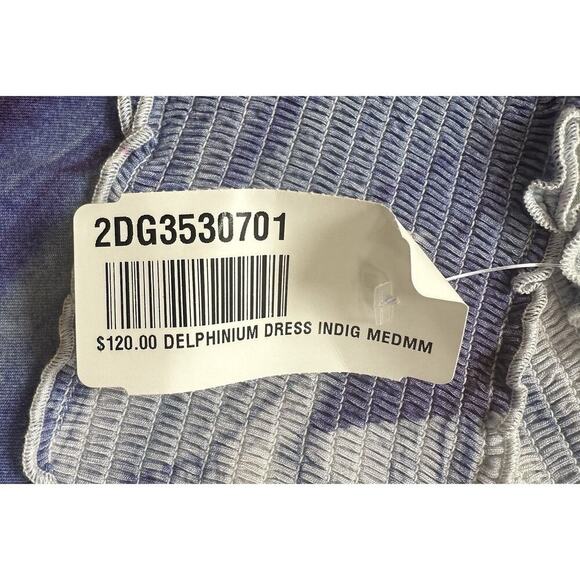 2DG3530701
$120.00 DELPHINIUM DRESS INDIG MEDMM